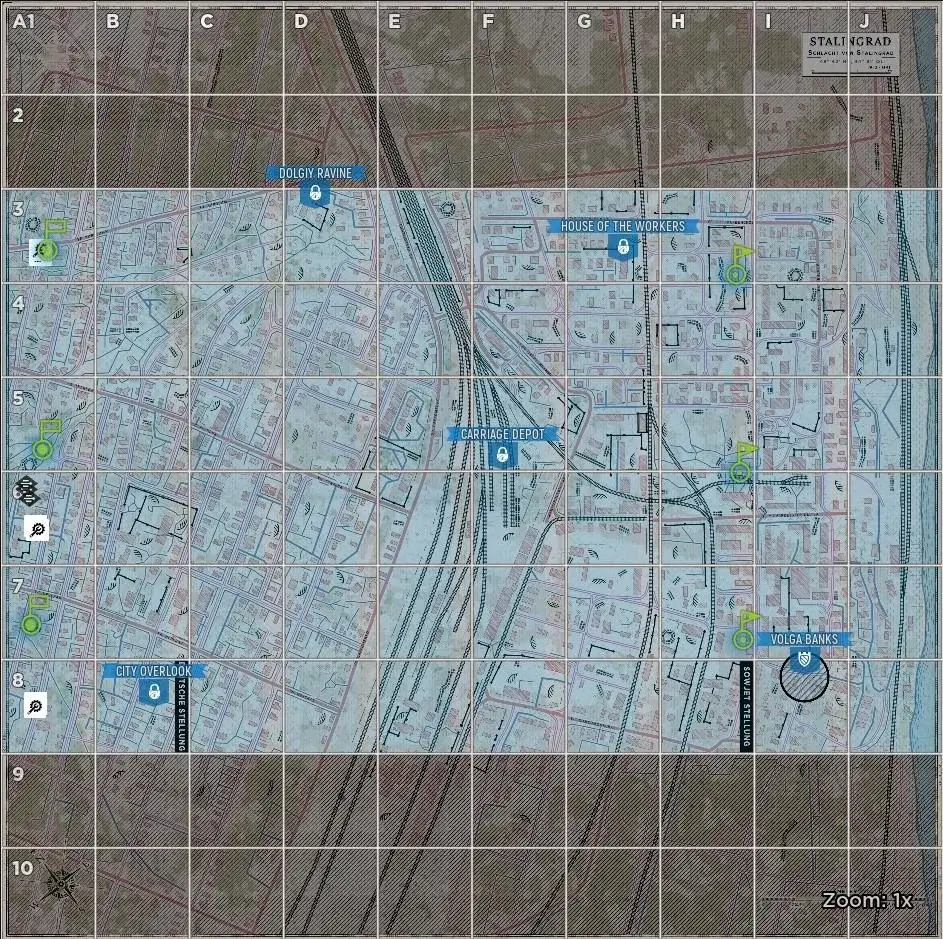 A1 B C D E F G H I J
STALINGRAD
SCHLACHT VON STALINGRAD
2
DOLGIY RAVINE
3
HOUSE OF THE WORKERS
4
5
CARRIAGE DEPOT
6
7
VOLGA BANKS
8
CITY OVERLOOK
TSCHE STELLUNG
SOWJET STELLUNG
9
10
Zoom: 1x